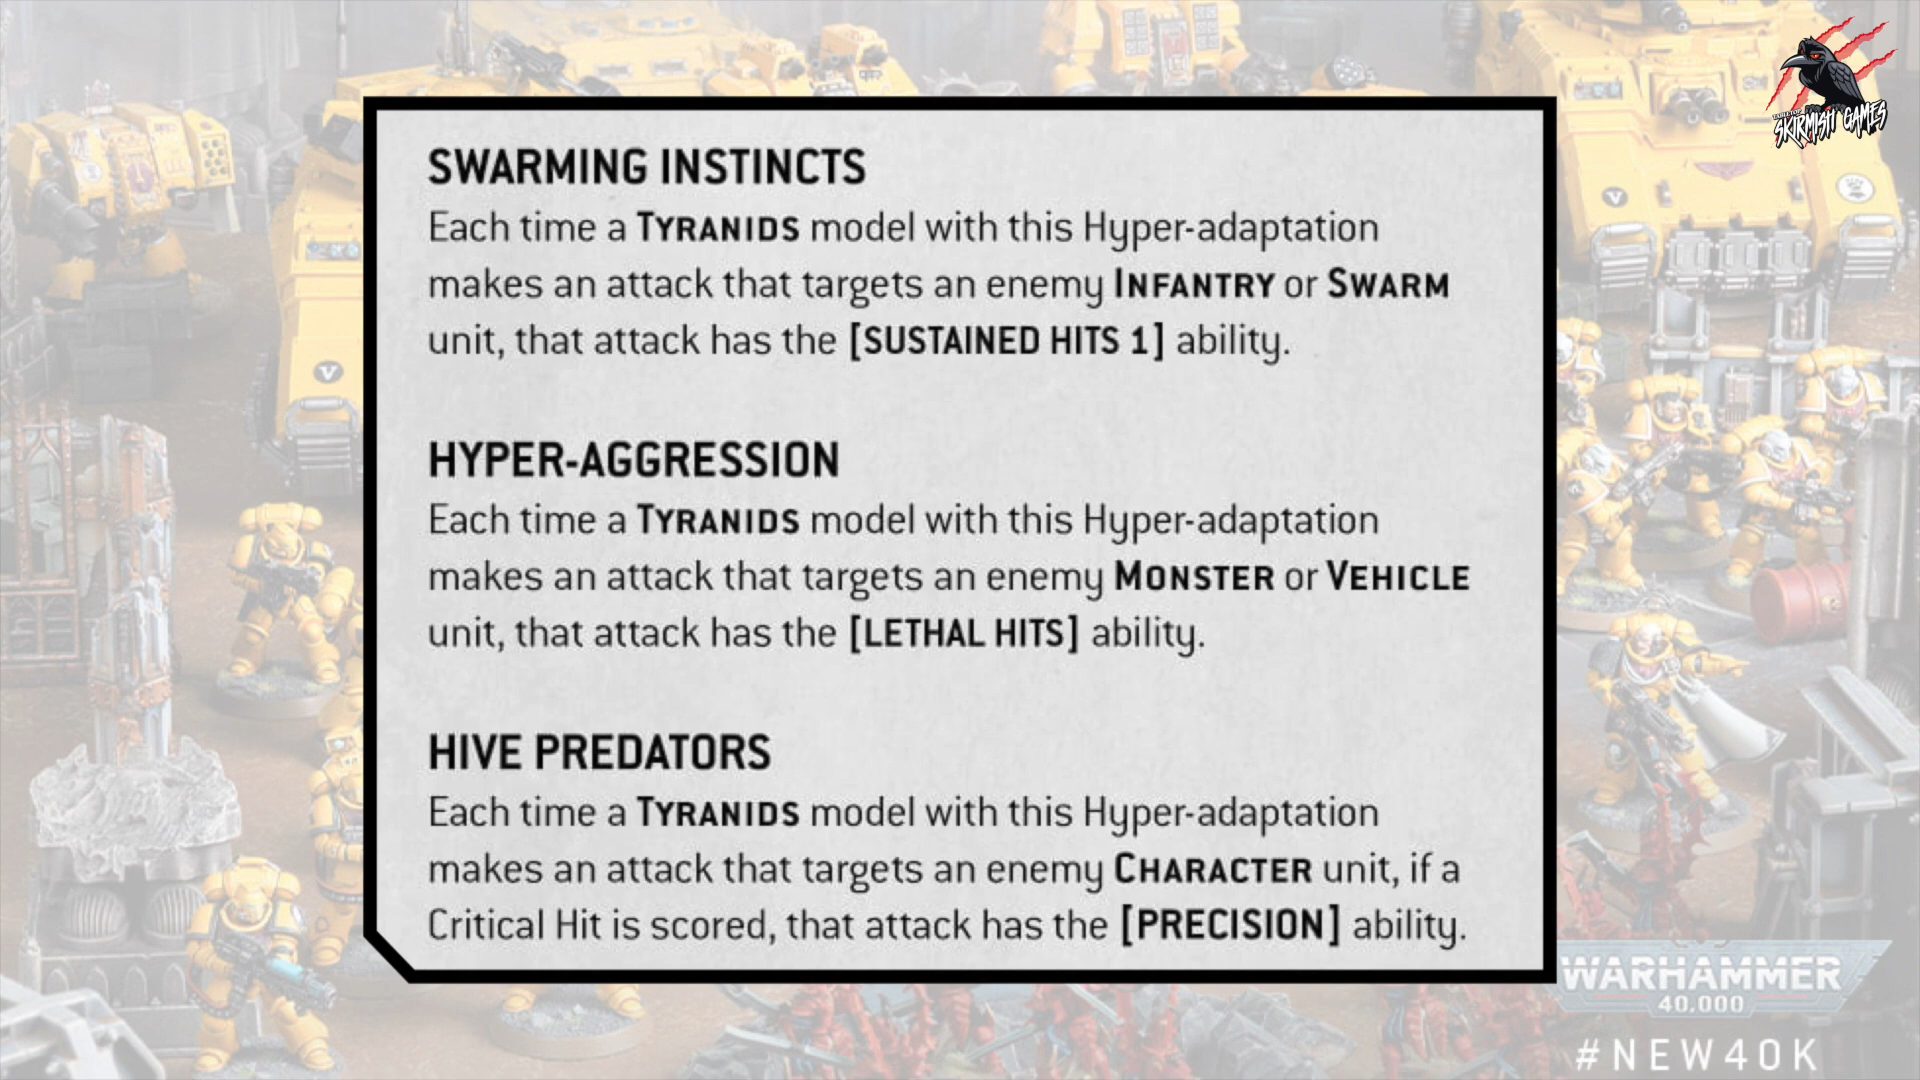 SKIRMISH GAMES
SWARMING INSTINCTS
Each time a TYRANIDS model with this Hyper-adaptation
makes an attack that targets an enemy INFANTRY or SWARM
unit, that attack has the [SUSTAINED HITS 1] ability.
HYPER-AGGRESSION
Each time a TYRANIDS model with this Hyper-adaptation
makes an attack that targets an enemy MONSTER or VEHICLE
unit, that attack has the [LETHAL HITS] ability.
HIVE PREDATORS
Each time a TYRANIDS model with this Hyper-adaptation
makes an attack that targets an enemy CHARACTER unit, if a
Critical Hit is scored, that attack has the [PRECISION] ability.
WARHAMMER
40,000
#NEW40K